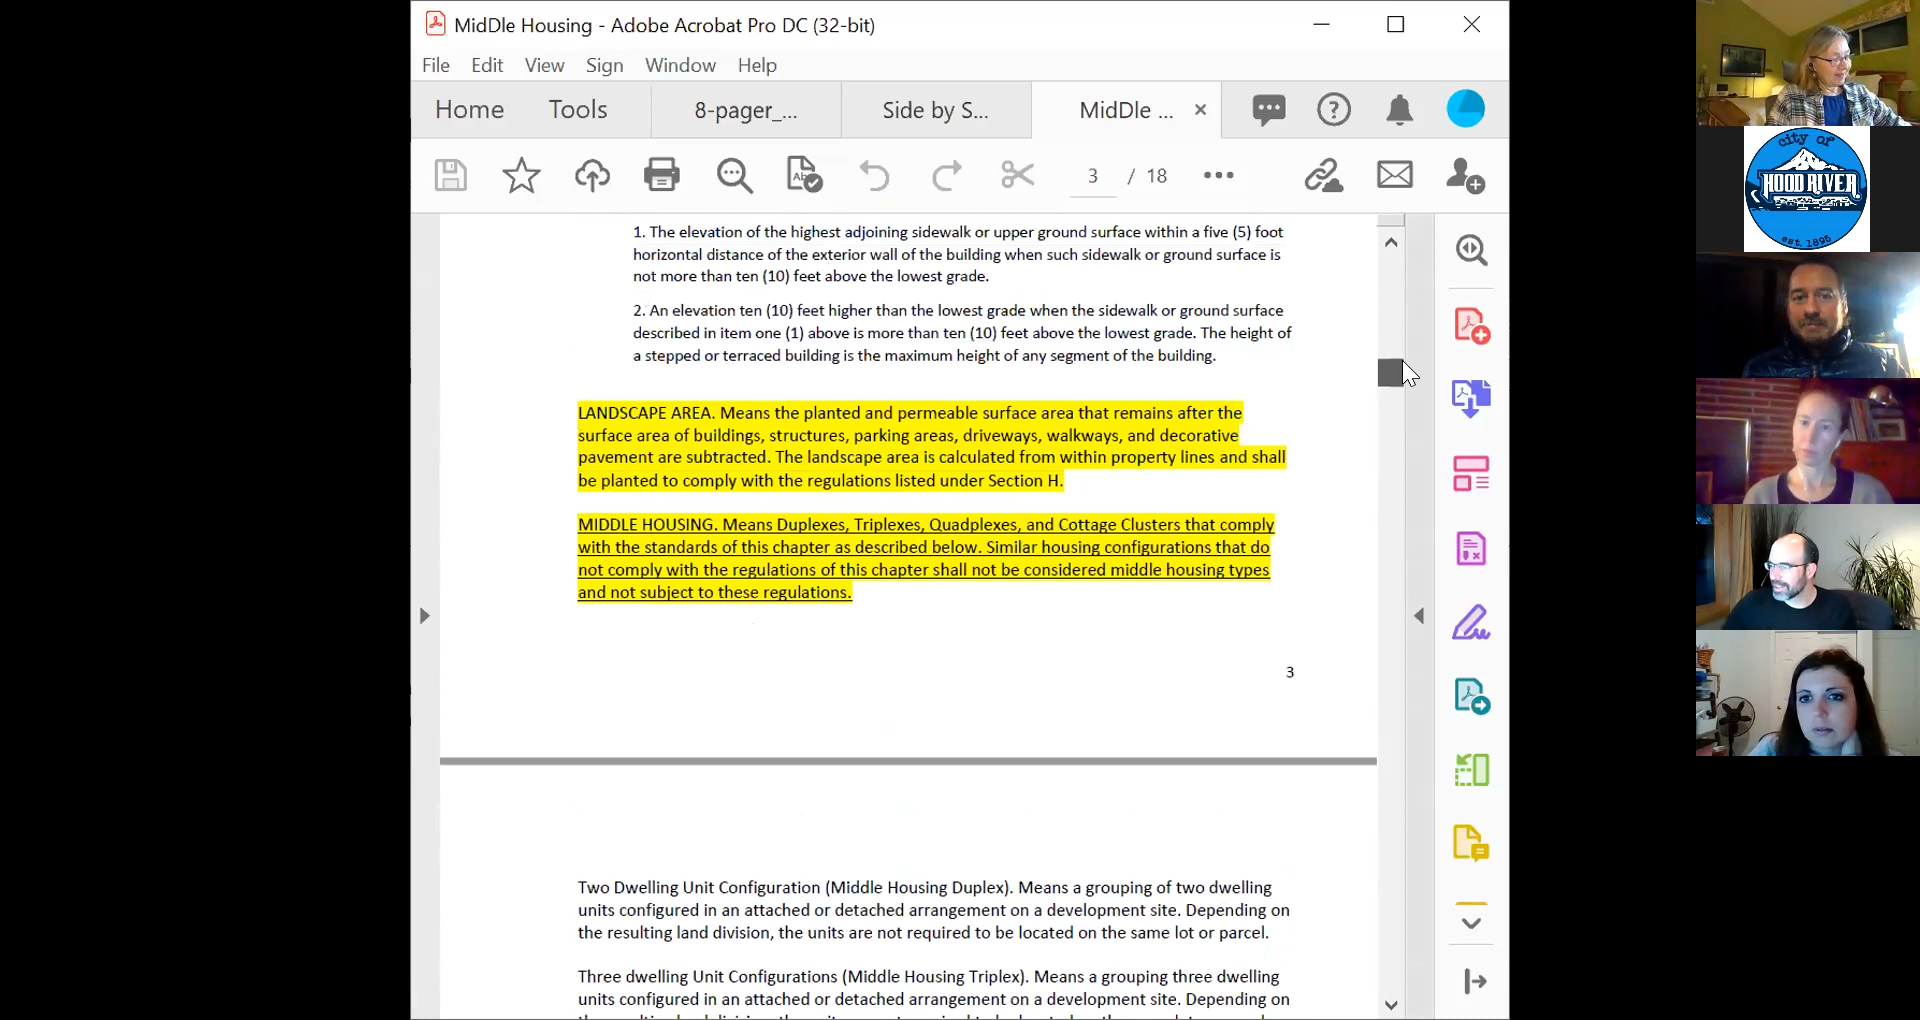 MidDle Housing - Adobe Acrobat Pro DC (32-bit)
File Edit View Sign Window Help
Home Tools 8-pager_... Side by S... MidDle ... ×
3 / 18
1. The elevation of the highest adjoining sidewalk or upper ground surface within a five (5) foot
horizontal distance of the exterior wall of the building when such sidewalk or ground surface is
not more than ten (10) feet above the lowest grade.
2. An elevation ten (10) feet higher than the lowest grade when the sidewalk or ground surface
described in item one (1) above is more than ten (10) feet above the lowest grade. The height of
a stepped or terraced building is the maximum height of any segment of the building.
LANDSCAPE AREA. Means the planted and permeable surface area that remains after the
surface area of buildings, structures, parking areas, driveways, walkways, and decorative
pavement are subtracted. The landscape area is calculated from within property lines and shall
be planted to comply with the regulations listed under Section H.
MIDDLE HOUSING. Means Duplexes, Triplexes, Quadplexes, and Cottage Clusters that comply
with the standards of this chapter as described below. Similar housing configurations that do
not comply with the regulations of this chapter shall not be considered middle housing types
and not subject to these regulations.
3
Two Dwelling Unit Configuration (Middle Housing Duplex). Means a grouping of two dwelling
units configured in an attached or detached arrangement on a development site. Depending on
the resulting land division, the units are not required to be located on the same lot or parcel.
Three dwelling Unit Configurations (Middle Housing Triplex). Means a grouping three dwelling
units configured in an attached or detached arrangement on a development site. Depending on
city of
HOOD RIVER
est. 1895